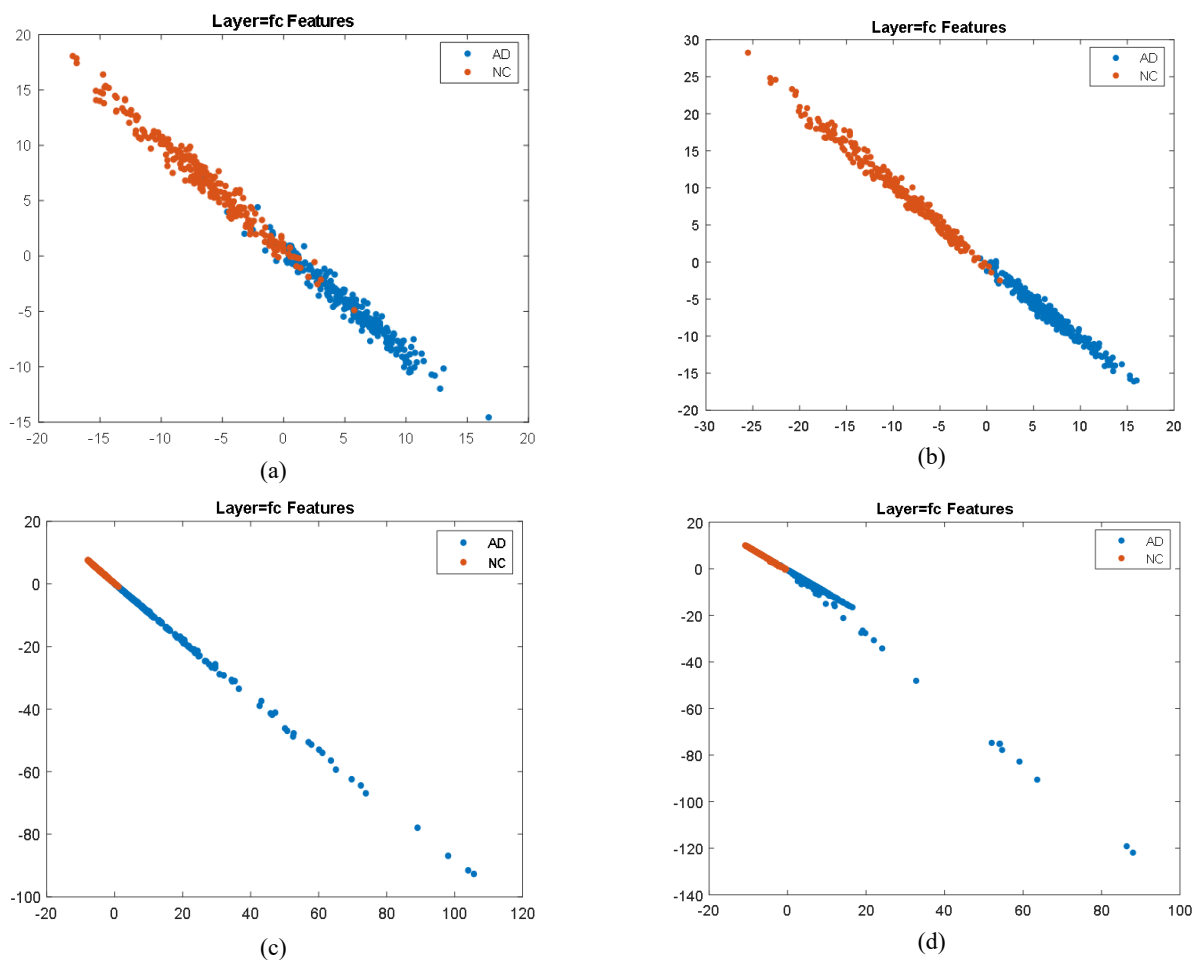 Layer=fc Features
AD
NC
20
15
10
5
0
-5
-10
-15
-20 -15 -10 -5 0 5 10 15 20
(a)
Layer=fc Features
AD
NC
30
25
20
15
10
5
0
-5
-10
-15
-20
-30 -25 -20 -15 -10 -5 0 5 10 15 20
(b)
Layer=fc Features
AD
NC
20
0
-20
-40
-60
-80
-100
-20 0 20 40 60 80 100 120
(c)
Layer=fc Features
AD
NC
20
0
-20
-40
-60
-80
-100
-120
-140
-20 0 20 40 60 80 100
(d)